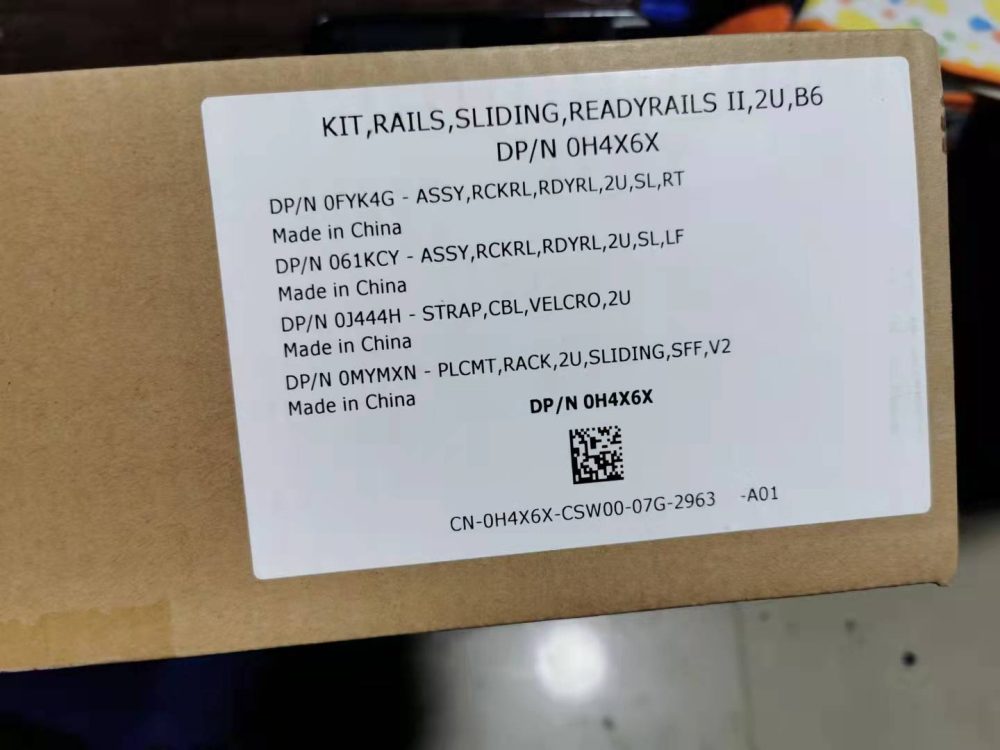 KIT,RAILS,SLIDING,READYRAILS II,2U,B6
DP/N 0H4X6X
DP/N 0FYK4G - ASSY,RCKRL,RDYRL,2U,SL,RT
Made in China
DP/N 061KCY - ASSY,RCKRL,RDYRL,2U,SL,LF
Made in China
DP/N 0J444H - STRAP,CBL,VELCRO,2U
Made in China
DP/N 0MYMXN - PLCMT,RACK,2U,SLIDING,SFF,V2
Made in China
DP/N 0H4X6X
CN-0H4X6X-CSW00-07G-2963 -A01